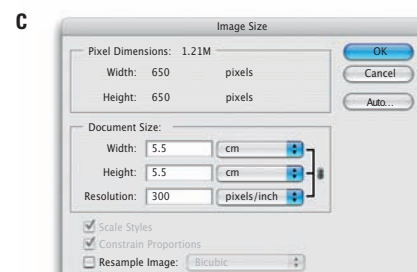 C
Image Size
Pixel Dimensions: 1.21M
Width: 650 pixels
Height: 650 pixels
OK
Cancel
Auto...
Document Size:
Width: 5.5 cm
Height: 5.5 cm
Resolution: 300 pixels/inch
Scale Styles
Constrain Proportions
Resample Image: Bicubic